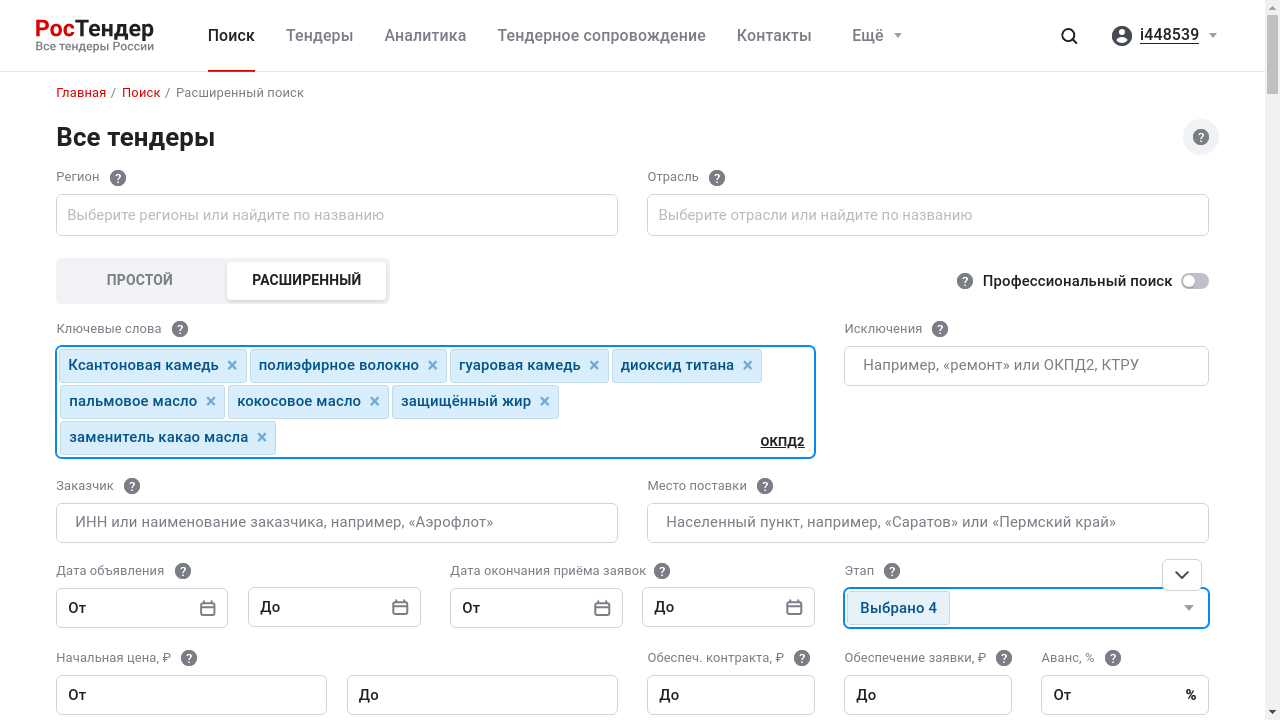 РосТендер
Все тендеры России
Поиск Тендеры Аналитика Тендерное сопровождение Контакты Ещё
i448539
Главная / Поиск / Расширенный поиск
Все тендеры ?
Регион ? Отрасль ?
Выберите регионы или найдите по названию Выберите отрасли или найдите по названию
ПРОСТОЙ РАСШИРЕННЫЙ ? Профессиональный поиск
Ключевые слова ? Исключения ?
Ксантоновая камедь × полиэфирное волокно × гуаровая камедь × диоксид титана × Например, «ремонт» или ОКПД2, КТРУ
пальмовое масло × кокосовое масло × защищённый жир ×
заменитель какао масла × ОКПД2
Заказчик ? Место поставки ?
ИНН или наименование заказчика, например, «Аэрофлот» Населенный пункт, например, «Саратов» или «Пермский край»
Дата объявления ? Дата окончания приёма заявок ? Этап ?
От До От До Выбрано 4
Начальная цена, ₽ ? Обеспеч. контракта, ₽ ? Обеспечение заявки, ₽ ? Аванс, % ?
От До До До От %